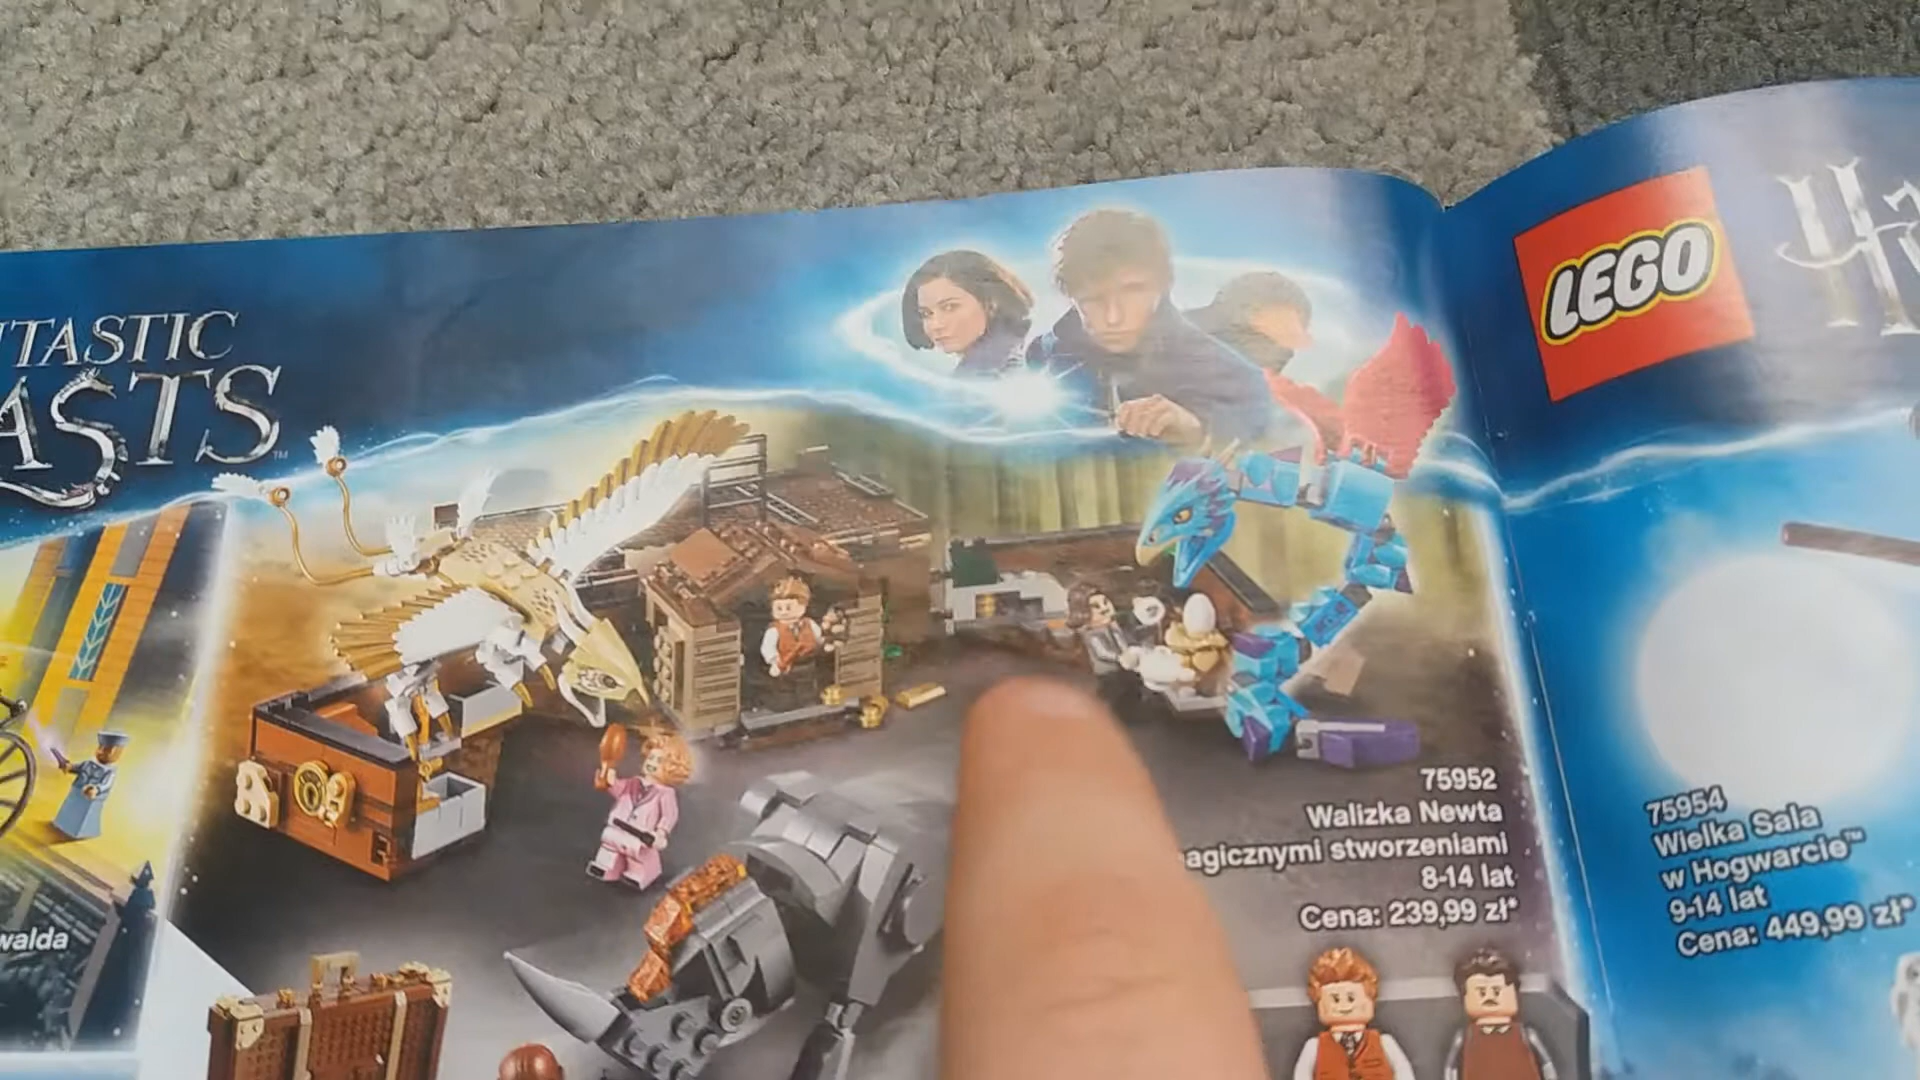 TASTIC
ASTS™
LEGO
75952
Walizka Newta
agicznymi stworzeniami
8-14 lat
Cena: 239,99 zł*
75954
Wielka Sala
w Hogwarcie™
9-14 lat
Cena: 449,99 zł*
walda